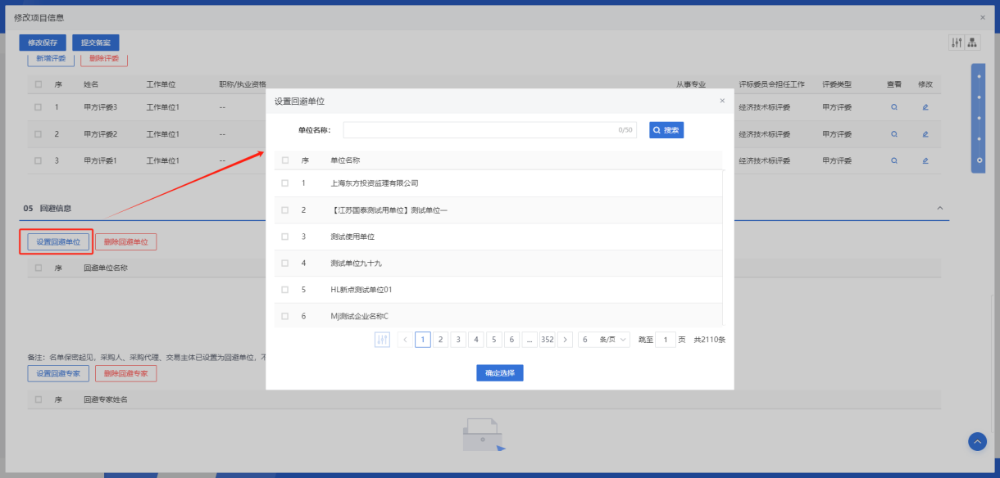 修改项目信息
修改保存
提交备案
新增评委
删除评委
序
姓名
工作单位
职称/执业资格
从事专业
评标委员会担任工作
评委类型
查看
修改
1
甲方评委3
工作单位1
--
经济技术标评委
甲方评委
2
甲方评委2
工作单位1
--
经济技术标评委
甲方评委
3
甲方评委1
工作单位1
--
经济技术标评委
甲方评委
05 回避信息
设置回避单位
删除回避单位
序
回避单位名称
备注：名单保密起见，采购人、采购代理、交易主体已设置为回避单位，不
设置回避专家
删除回避专家
序
回避专家姓名
设置回避单位
单位名称：
0/50
搜索
序
单位名称
1
上海东方投资监理有限公司
2
【江苏国泰测试用单位】测试单位一
3
测试使用单位
4
测试单位九十九
5
HL新点测试单位01
6
Mj测试企业名称C
1 2 3 4 5 6 ... 352 6 条/页 跳至 1 页 共2110条
确定选择